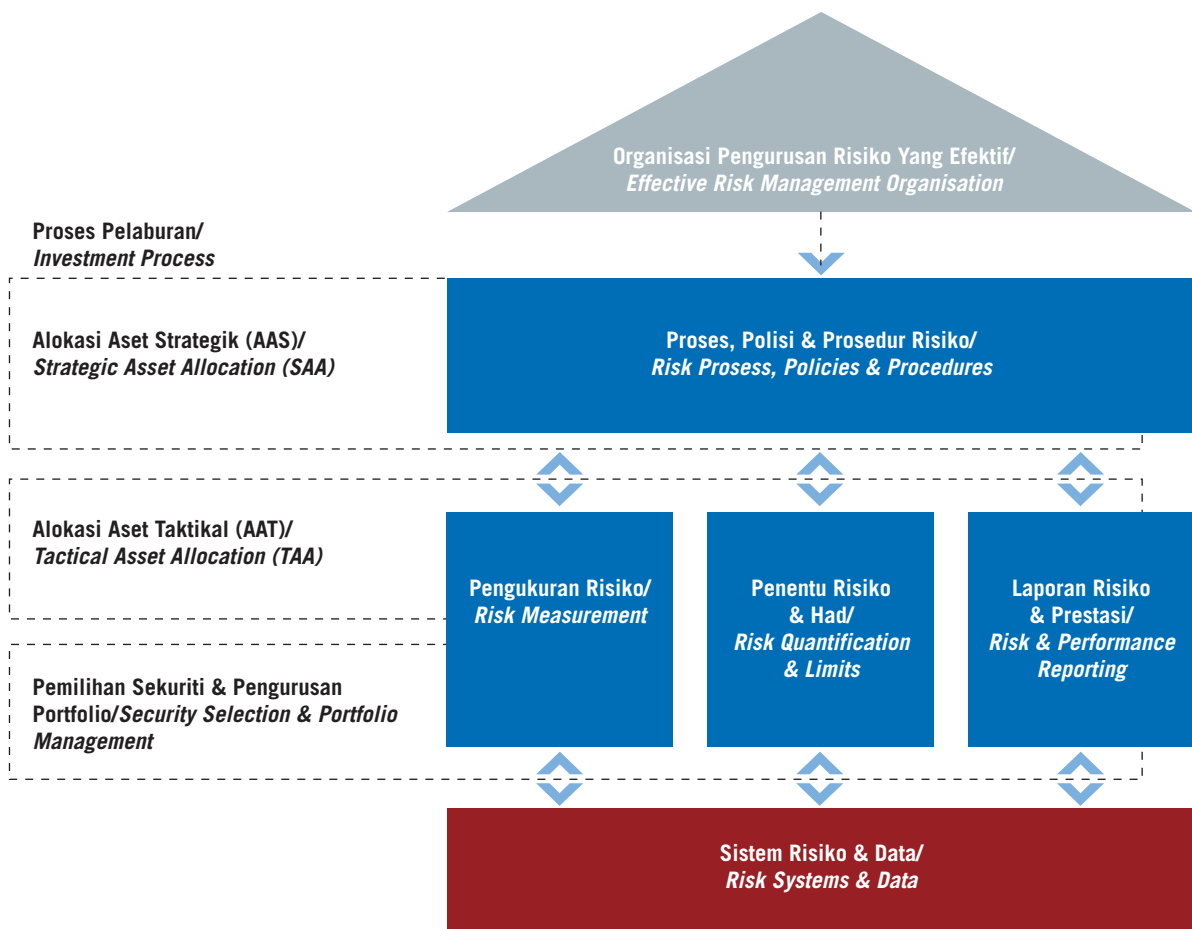 Organisasi Pengurusan Risiko Yang Efektif/
Effective Risk Management Organisation
Proses Pelaburan/
Investment Process
Alokasi Aset Strategik (AAS)/
Strategic Asset Allocation (SAA)
Proses, Polisi & Prosedur Risiko/
Risk Prosess, Policies & Procedures
Alokasi Aset Taktikal (AAT)/
Tactical Asset Allocation (TAA)
Pengukuran Risiko/
Risk Measurement
Penentu Risiko
& Had/
Risk Quantification
& Limits
Laporan Risiko
& Prestasi/
Risk & Performance
Reporting
Pemilihan Sekuriti & Pengurusan
Portfolio/Security Selection & Portfolio
Management
Sistem Risiko & Data/
Risk Systems & Data